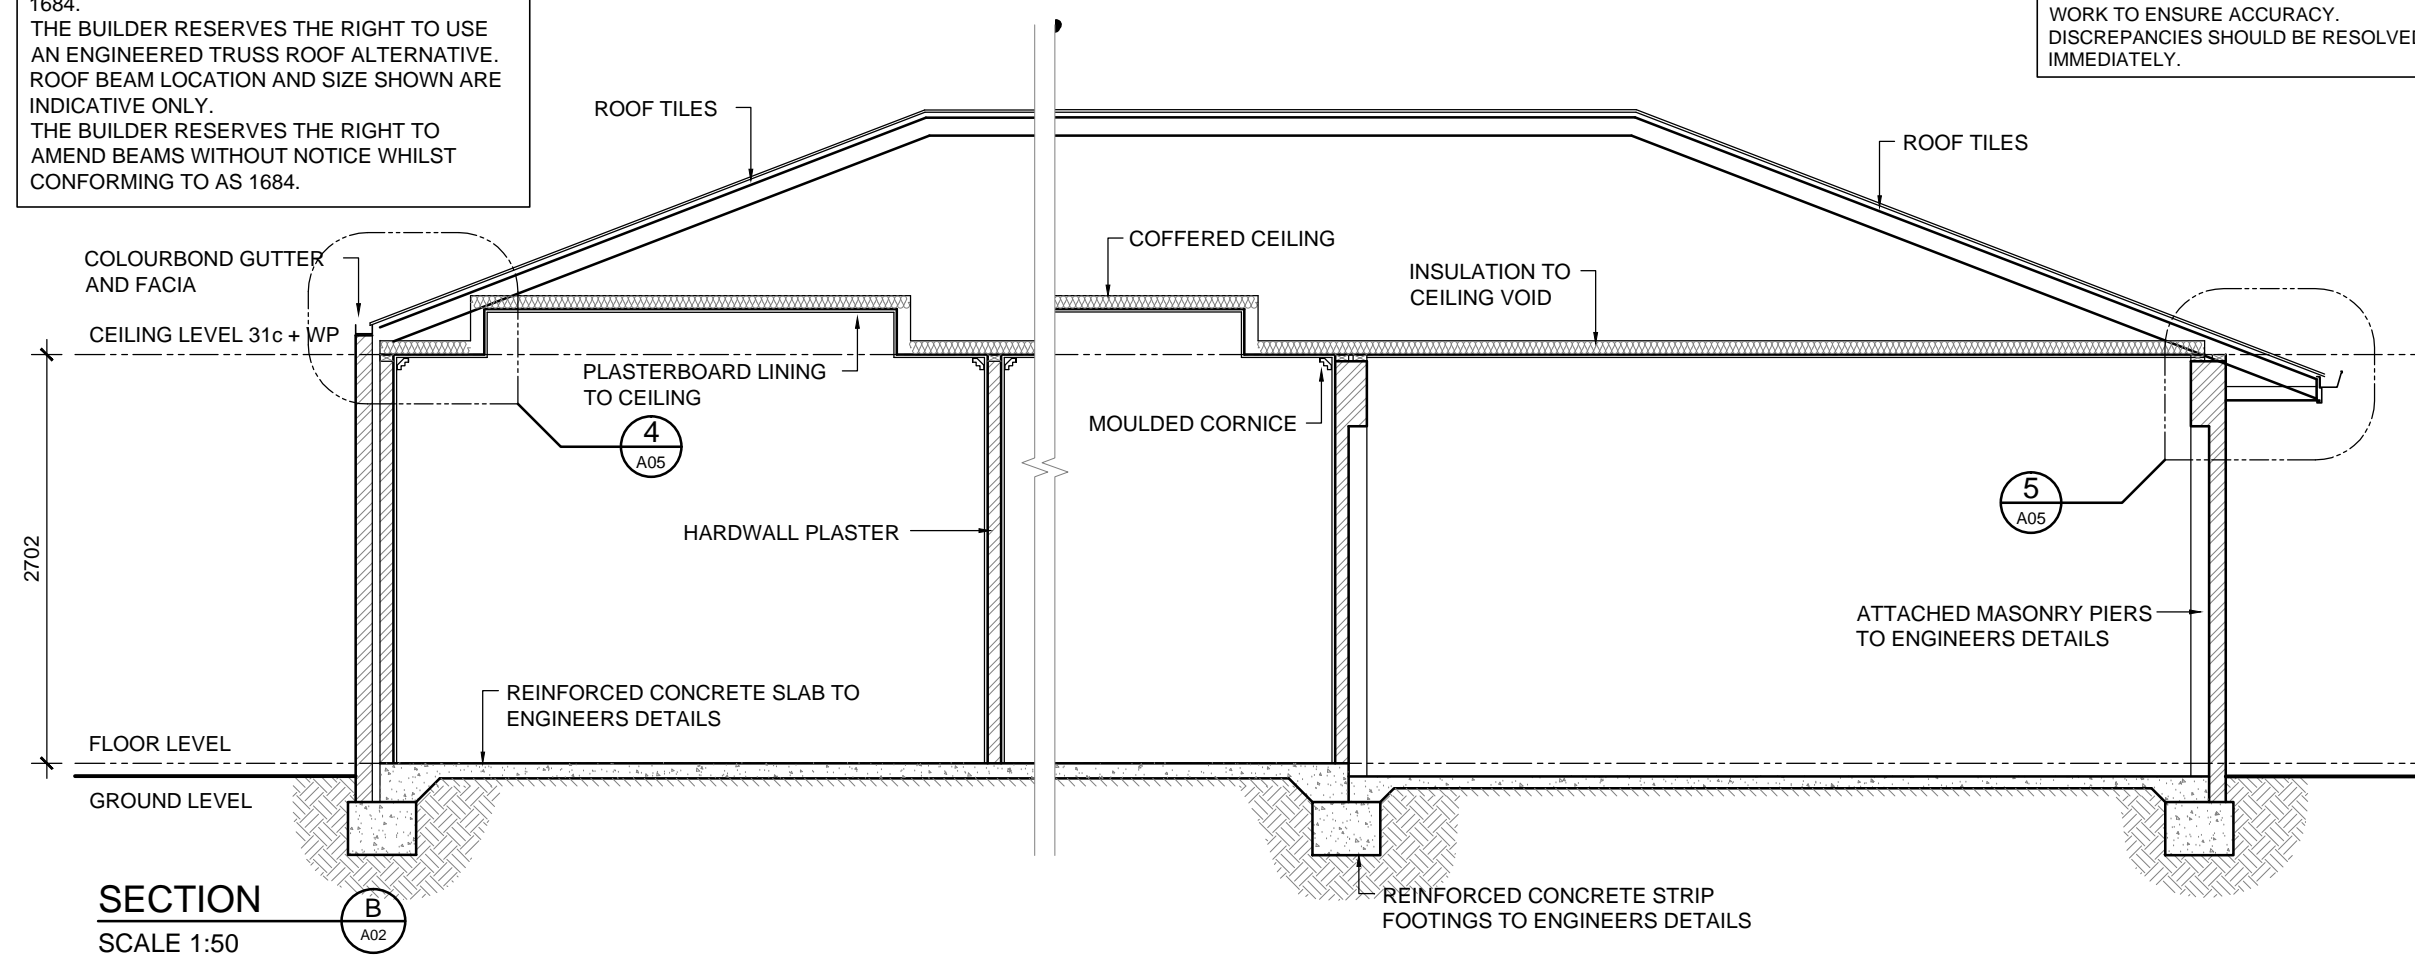 1684.
THE BUILDER RESERVES THE RIGHT TO USE
AN ENGINEERED TRUSS ROOF ALTERNATIVE.
ROOF BEAM LOCATION AND SIZE SHOWN ARE
INDICATIVE ONLY.
THE BUILDER RESERVES THE RIGHT TO
AMEND BEAMS WITHOUT NOTICE WHILST
CONFORMING TO AS 1684.
WORK TO ENSURE ACCURACY.
DISCREPANCIES SHOULD BE RESOLVED
IMMEDIATELY.
ROOF TILES
ROOF TILES
COLOURBOND GUTTER
AND FACIA
COFFERED CEILING
INSULATION TO
CEILING VOID
CEILING LEVEL 31c + WP
PLASTERBOARD LINING
TO CEILING
MOULDED CORNICE
4
A05
5
A05
HARDWALL PLASTER
2702
ATTACHED MASONRY PIERS
TO ENGINEERS DETAILS
REINFORCED CONCRETE SLAB TO
ENGINEERS DETAILS
FLOOR LEVEL
GROUND LEVEL
REINFORCED CONCRETE STRIP
FOOTINGS TO ENGINEERS DETAILS
SECTION
B
A02
SCALE 1:50